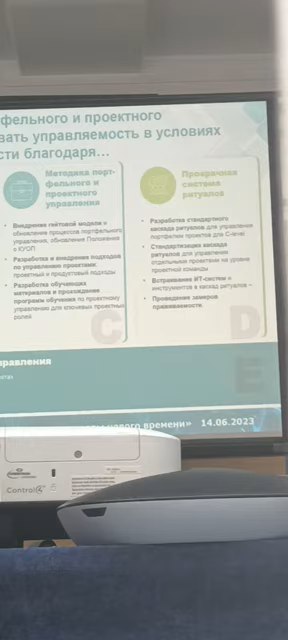 фельного и проектного
вать управляемость в условиях
сти благодаря...
Методика порт-
фельного и
проектного
управления
• Внедрение гейтовой модели и
обновление процессов портфельного
управления, обновление Положения
о КУОП
• Разработка и внедрение подходов
по управлению проектами:
проектный и продуктовый подходы
• Разработка обучающих
материалов и прохождение
программ обучения по проектному
управлению для ключевых проектных
ролей
C
Прозрачная
система
ритуалов
• Разработка стандартного
каскада ритуалов для управления
портфелем проектов для C-level
• Стандартизация каскада
ритуалов для управления
отдельными проектами на уровне
проектной команды
• Встраивание ИТ-систем и
инструментов в каскад ритуалов –
• Проведение замеров
приживаемости.
D
E
правления
нового времени» 14.06.2023
Control4